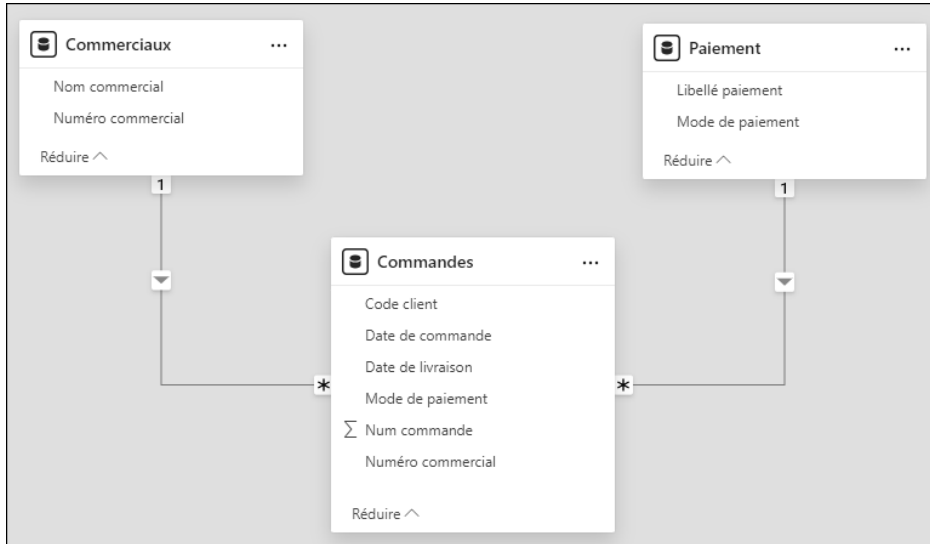 Commerciaux
Nom commercial
Numéro commercial
Réduire
1
Paiement
Libellé paiement
Mode de paiement
Réduire
1
Commandes
Code client
Date de commande
Date de livraison
Mode de paiement
Σ Num commande
Numéro commercial
Réduire
*
*